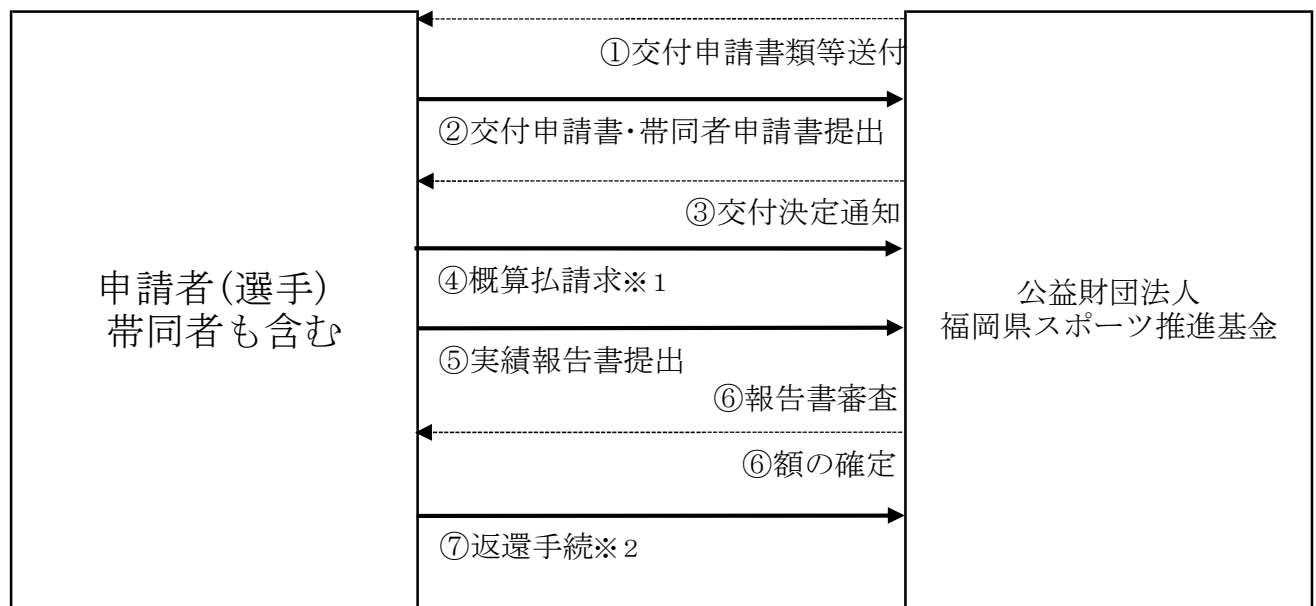 ①交付申請書類等送付
②交付申請書・帯同者申請書提出
③交付決定通知
申請者(選手)
帯同者も含む
④概算払請求※1
公益財団法人
福岡県スポーツ推進基金
⑤実績報告書提出
⑥報告書審査
⑥額の確定
⑦返還手続※2